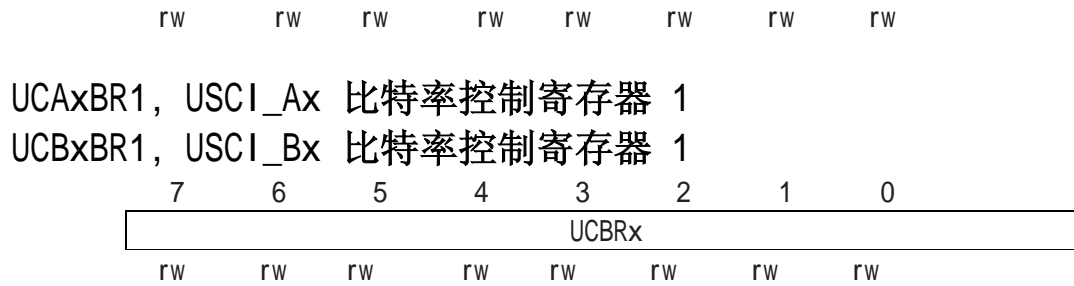 rw rw rw rw rw rw rw rw
UCAxBR1, USCI_Ax 比特率控制寄存器 1
UCBxBR1, USCI_Bx 比特率控制寄存器 1
7 6 5 4 3 2 1 0
UCBRx
rw rw rw rw rw rw rw rw